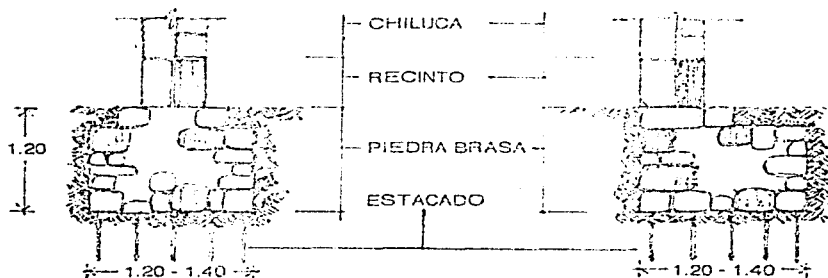 CHILUCA
RECINTO
1.20
PIEDRA BRASA
ESTACADO
1.20 - 1.40
1.20 - 1.40